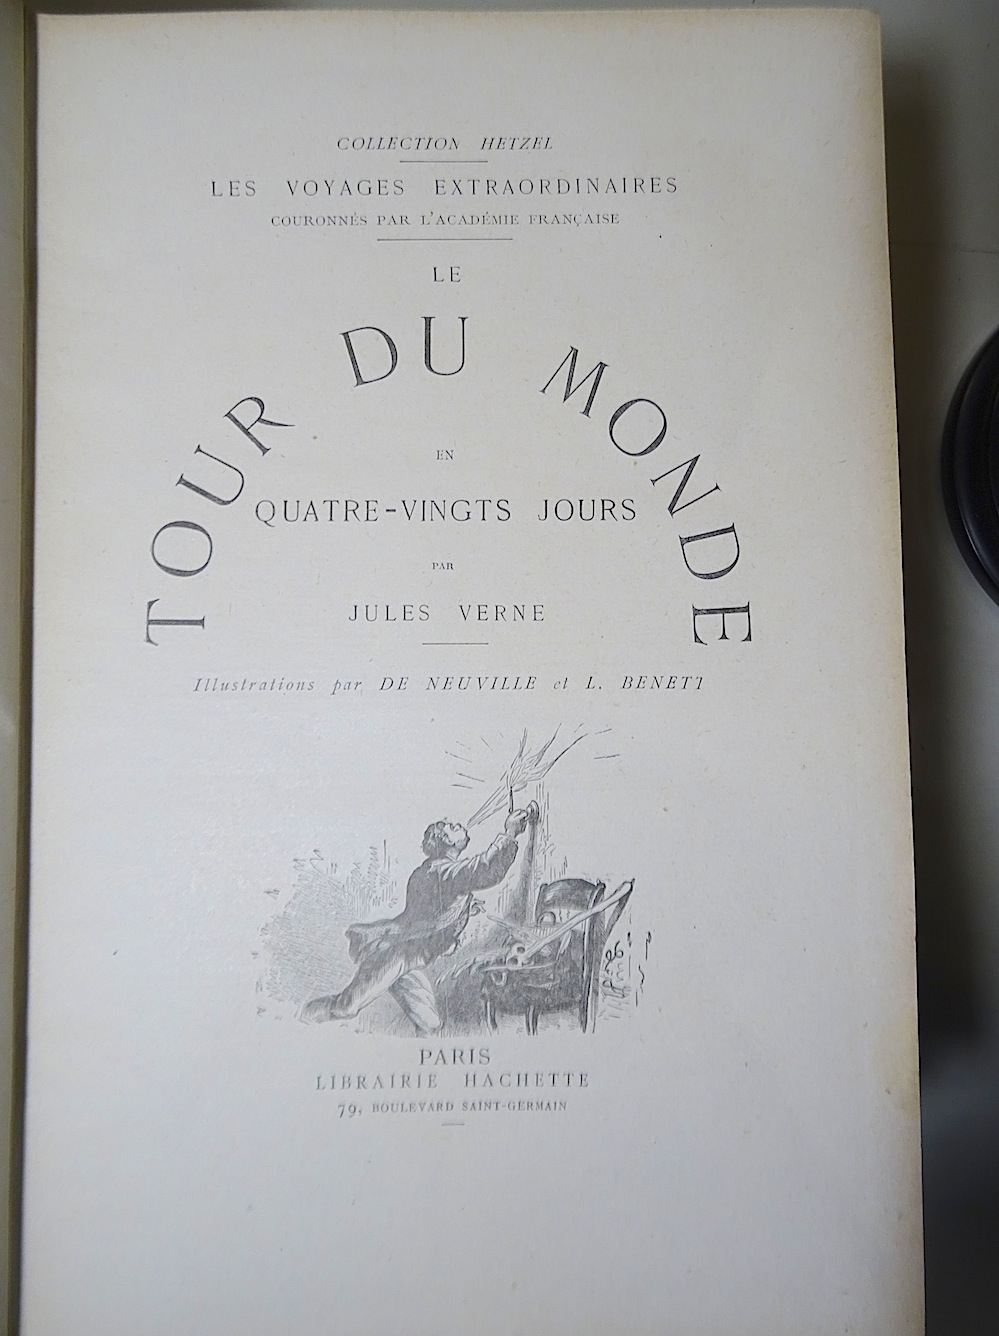 COLLECTION HETZEL
LES VOYAGES EXTRAORDINAIRES
COURONNÉS PAR L'ACADÉMIE FRANÇAISE
LE
TOUR DU MONDE
EN
QUATRE-VINGTS JOURS
PAR
JULES VERNE
Illustrations par DE NEUVILLE et L. BENETT
PARIS
LIBRAIRIE HACHETTE
79, BOULEVARD SAINT-GERMAIN